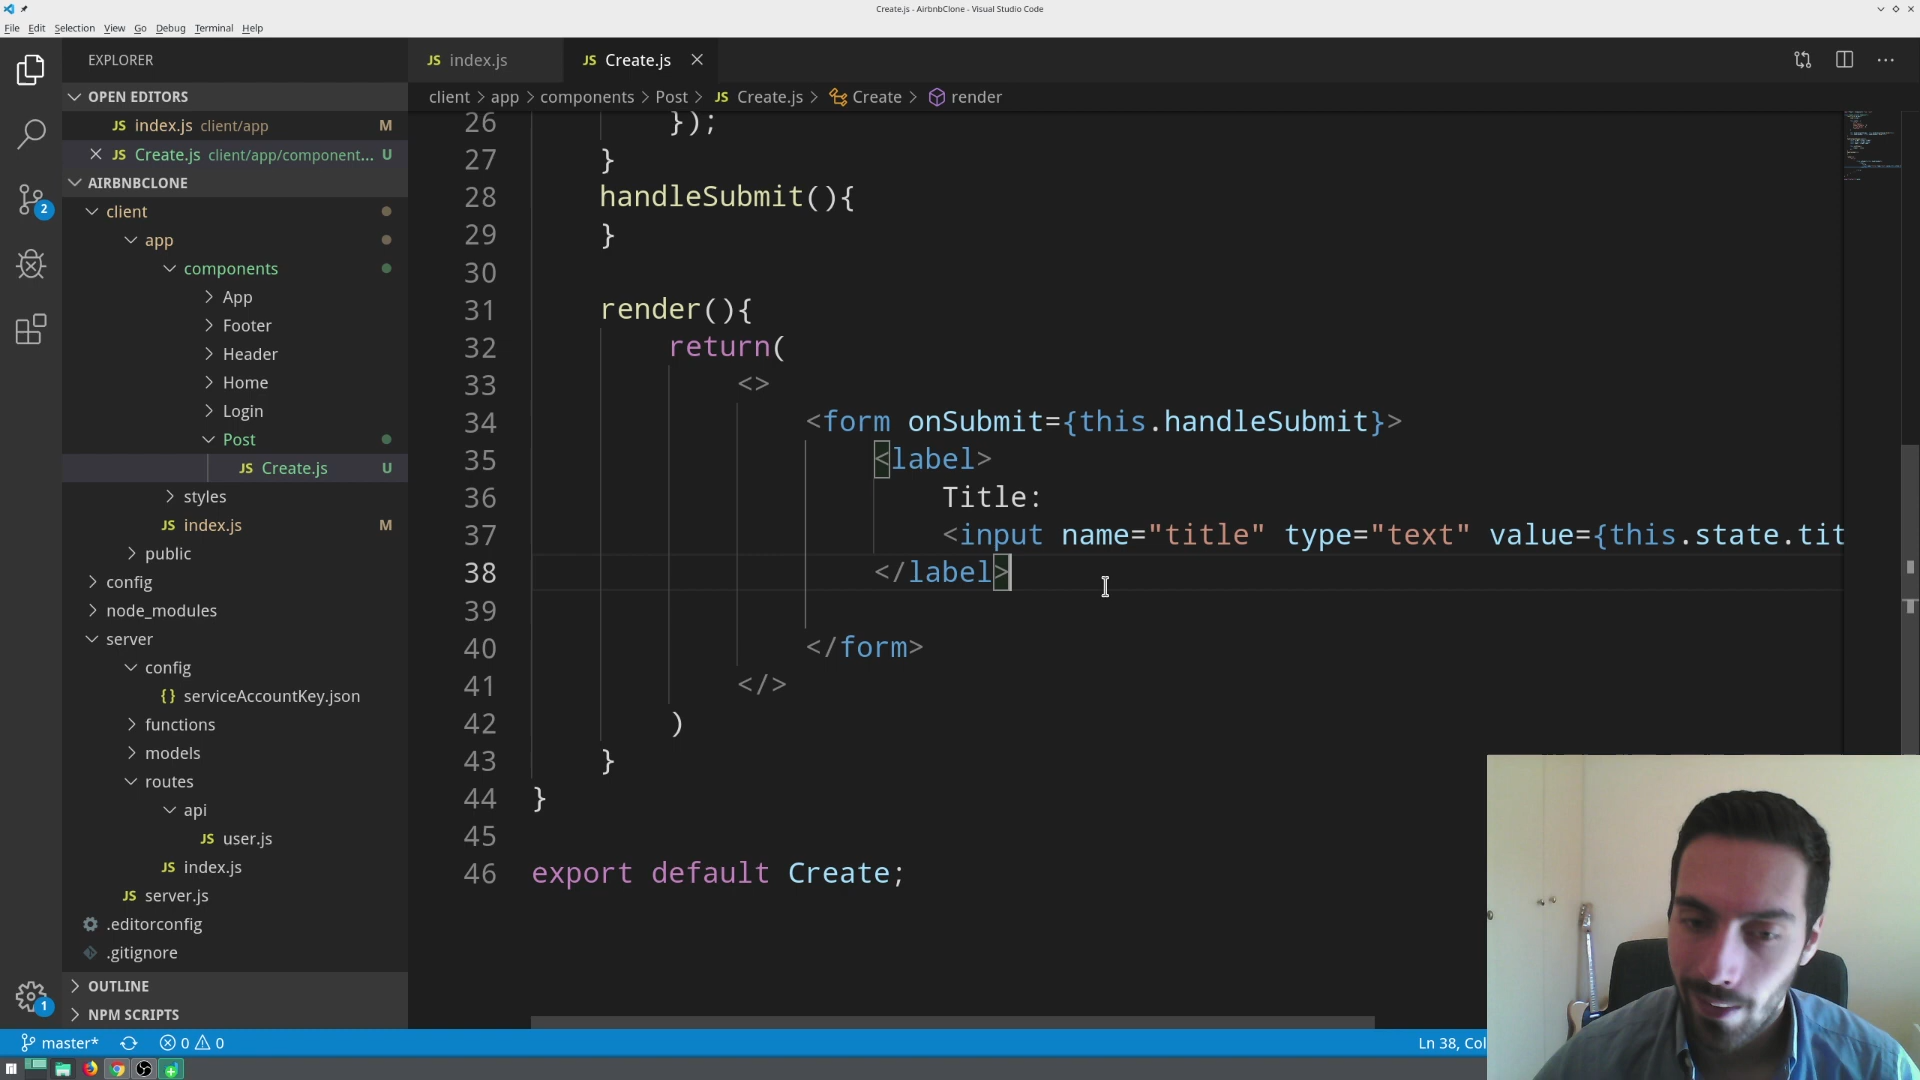 Create.js - AirbnbClone - Visual Studio Code
File Edit Selection View Go Debug Terminal Help
EXPLORER
OPEN EDITORS
JS index.js client/app M
JS Create.js client/app/component... U
AIRBNBCLONE
client
app
components
App
Footer
Header
Home
Login
Post
JS Create.js U
styles
JS index.js M
public
config
node_modules
server
config
{} serviceAccountKey.json
functions
models
routes
api
JS user.js
JS index.js
JS server.js
.editorconfig
.gitignore
OUTLINE
NPM SCRIPTS
2
1
JS index.js JS Create.js
client > app > components > Post > JS Create.js > Create > render
26 });
27 }
28 handleSubmit(){
29 }
30
31 render(){
32 return(
33 <>
34 <form onSubmit={this.handleSubmit}>
35 <label>
36 Title:
37 <input name="title" type="text" value={this.state.tit
38 </label>
39
40 </form>
41 </>
42 )
43 }
44 }
45
46 export default Create;
master* 0 0 Ln 38, Col